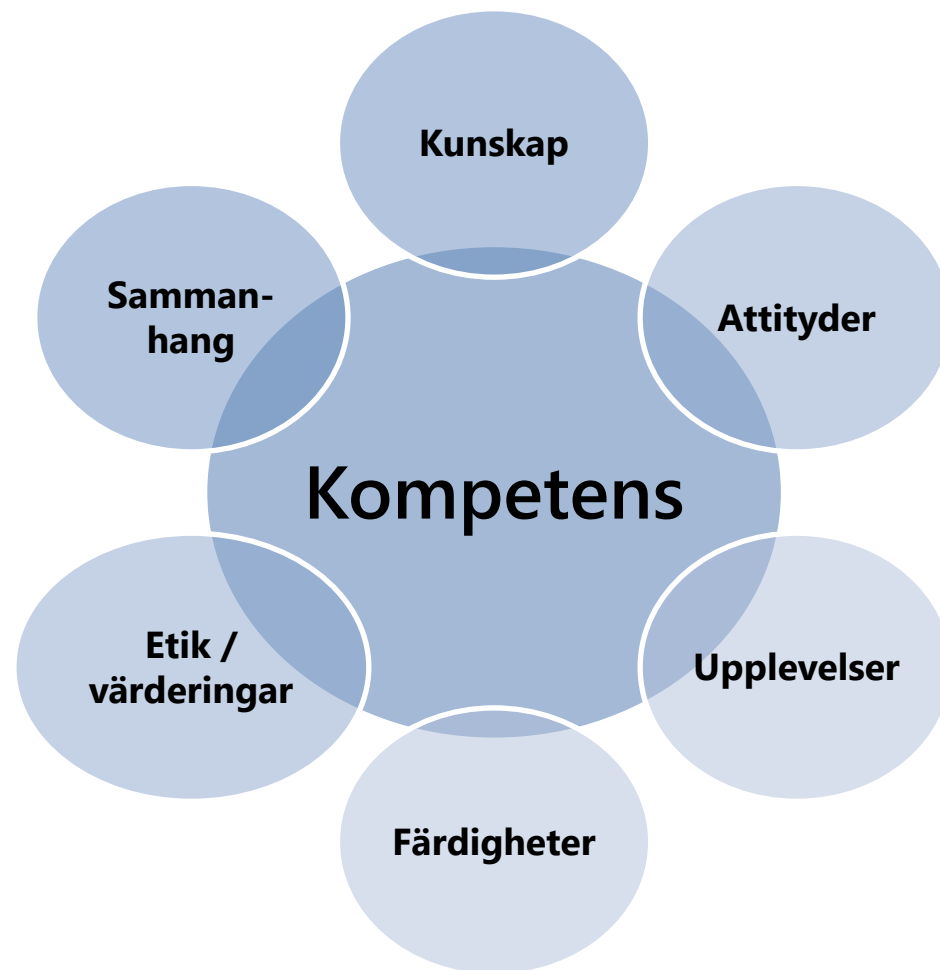 Kunskap
Attityder
Upplevelser
Färdigheter
Etik /
värderingar
Samman-
hang
Kompetens